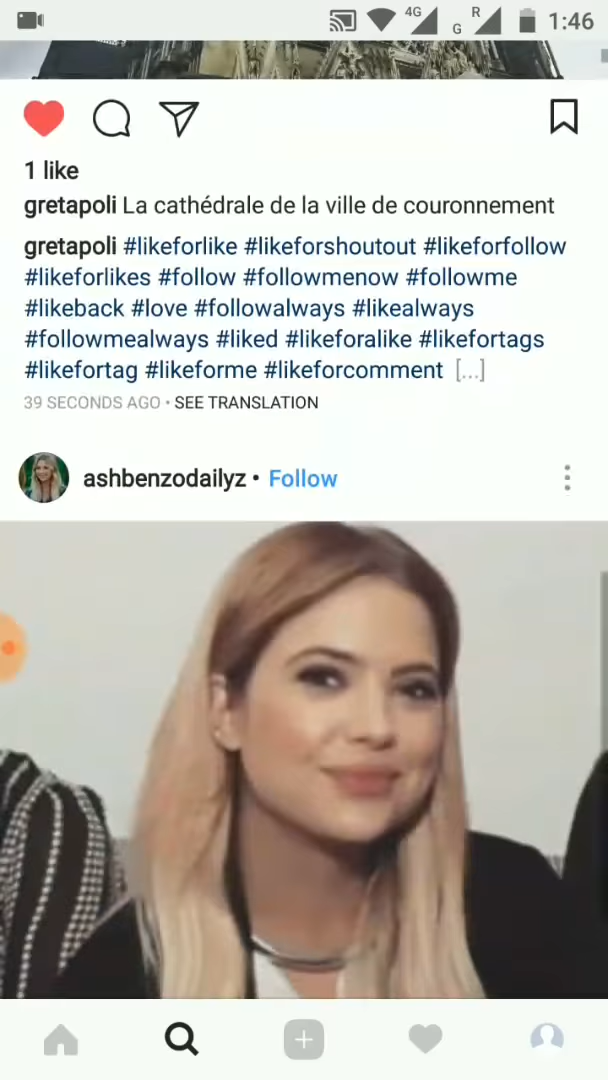 4G R G 1:46
1 like
gretapoli La cathédrale de la ville de couronnement
gretapoli #likeforlike #likeforshoutout #likeforfollow
#likeforlikes #follow #followmenow #followme
#likeback #love #followalways #likealways
#followmealways #liked #likeforalike #likefortags
#likefortag #likeforme #likeforcomment [...]
39 SECONDS AGO • SEE TRANSLATION
ashbenzodailyz • Follow